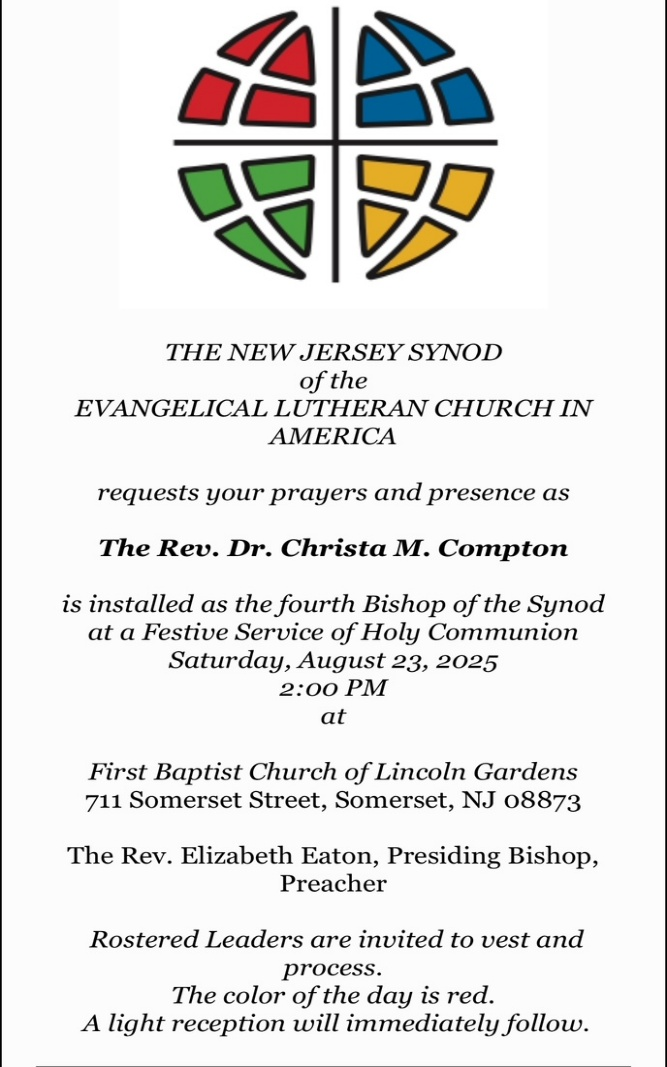 THE NEW JERSEY SYNOD
of the
EVANGELICAL LUTHERAN CHURCH IN
AMERICA
requests your prayers and presence as
The Rev. Dr. Christa M. Compton
is installed as the fourth Bishop of the Synod
at a Festive Service of Holy Communion
Saturday, August 23, 2025
2:00 PM
at
First Baptist Church of Lincoln Gardens
711 Somerset Street, Somerset, NJ 08873
The Rev. Elizabeth Eaton, Presiding Bishop,
Preacher
Rostered Leaders are invited to vest and
process.
The color of the day is red.
A light reception will immediately follow.